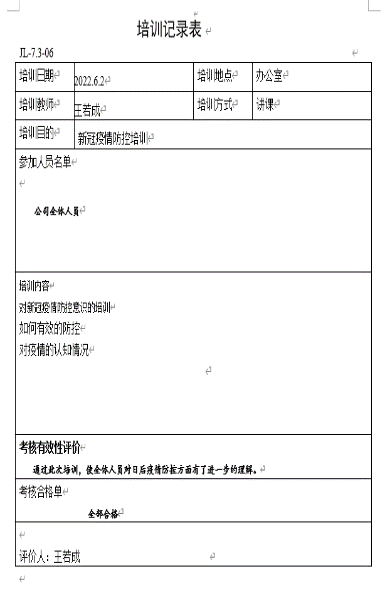 培训记录表
JL-7.3-06
培训日期 2022.6.2 培训地点 办公室
培训教师 王若成 培训方式 讲课
培训目的 新冠疫情防控培训
参加人员名单
公司全体人员
培训内容
对新冠疫情防控意识的培训
如何有效的防控
对疫情的认知情况
考核有效性评价
通过此次培训，使全体人员对日后疫情防控方面有了进一步的理解。
考核合格单
全部合格
评价人：王若成